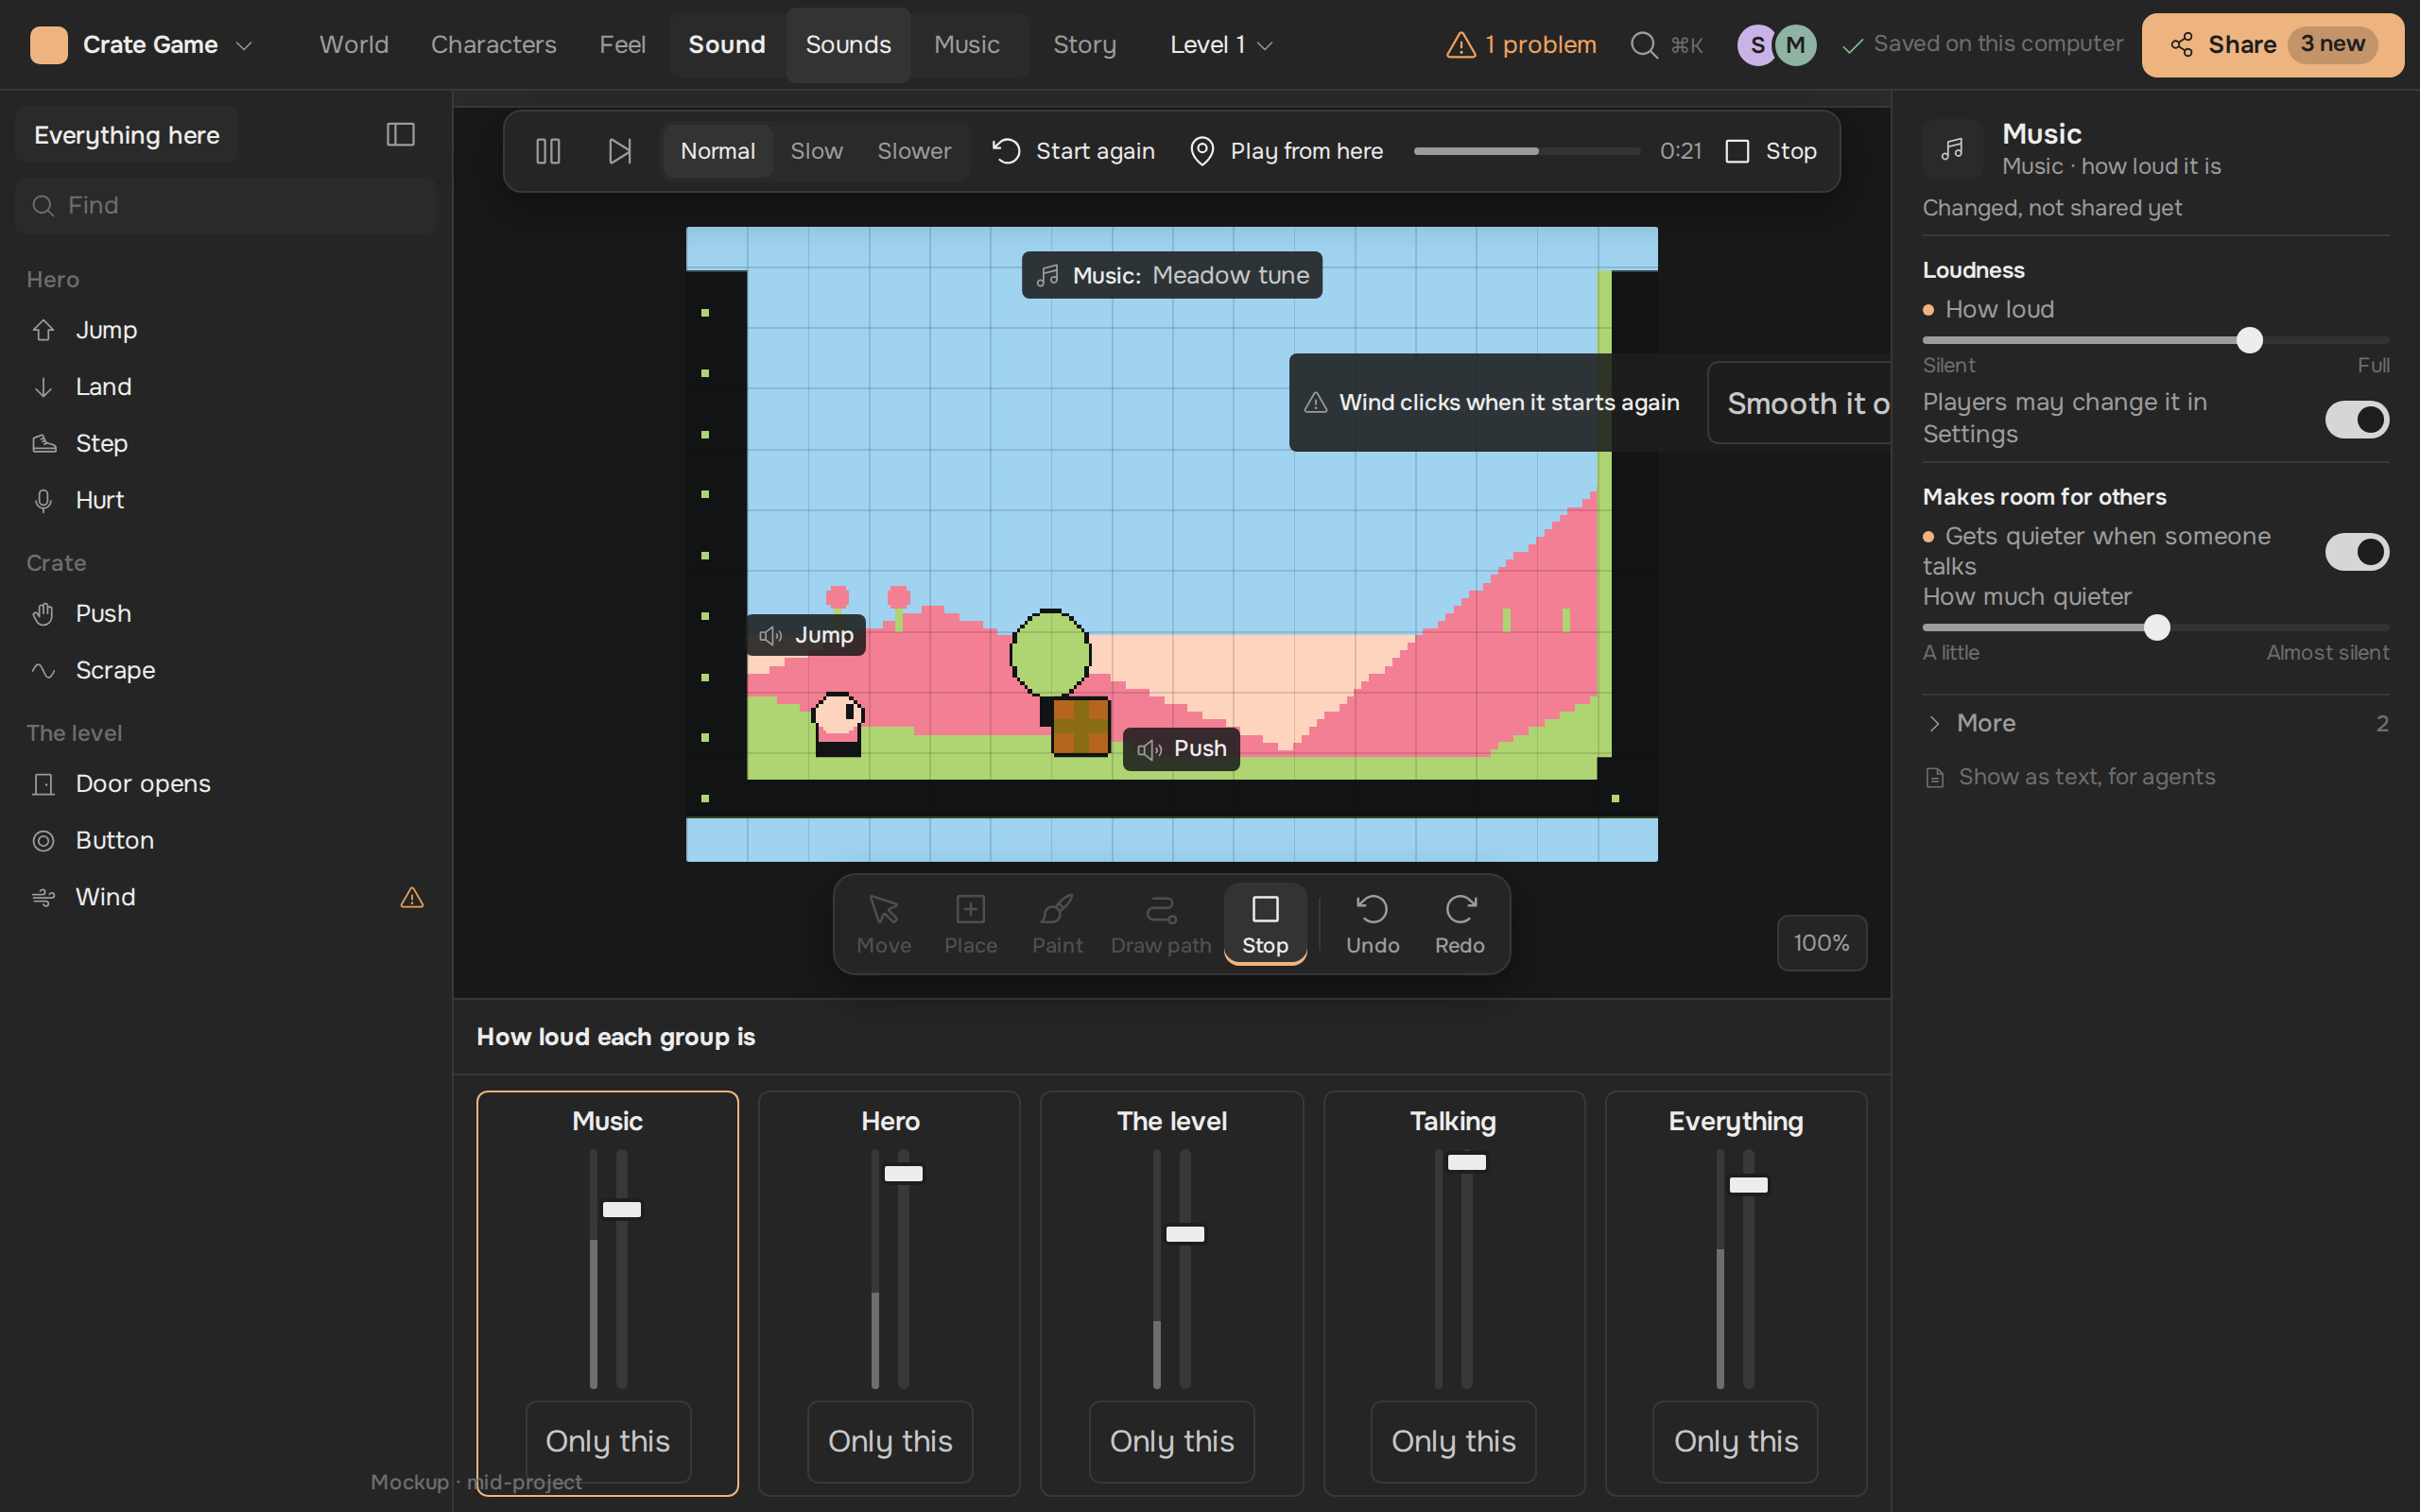 Crate Game
World
Characters
Feel
Sound
Sounds
Music
Story
Level 1
1 problem
⌘K
S
M
Saved on this computer
Share
3 new
Everything here
Find
Hero
Jump
Land
Step
Hurt
Crate
Push
Scrape
The level
Door opens
Button
Wind
Normal
Slow
Slower
Start again
Play from here
0:21
Stop
Music: Meadow tune
Wind clicks when it starts again
Smooth it o
Jump
Push
Move
Place
Paint
Draw path
Stop
Undo
Redo
100%
How loud each group is
Music
Hero
The level
Talking
Everything
Only this
Only this
Only this
Only this
Only this
Mockup · mid-project
Music
Music · how loud it is
Changed, not shared yet
Loudness
How loud
Silent
Full
Players may change it in
Settings
Makes room for others
Gets quieter when someone
talks
How much quieter
A little
Almost silent
More
2
Show as text, for agents